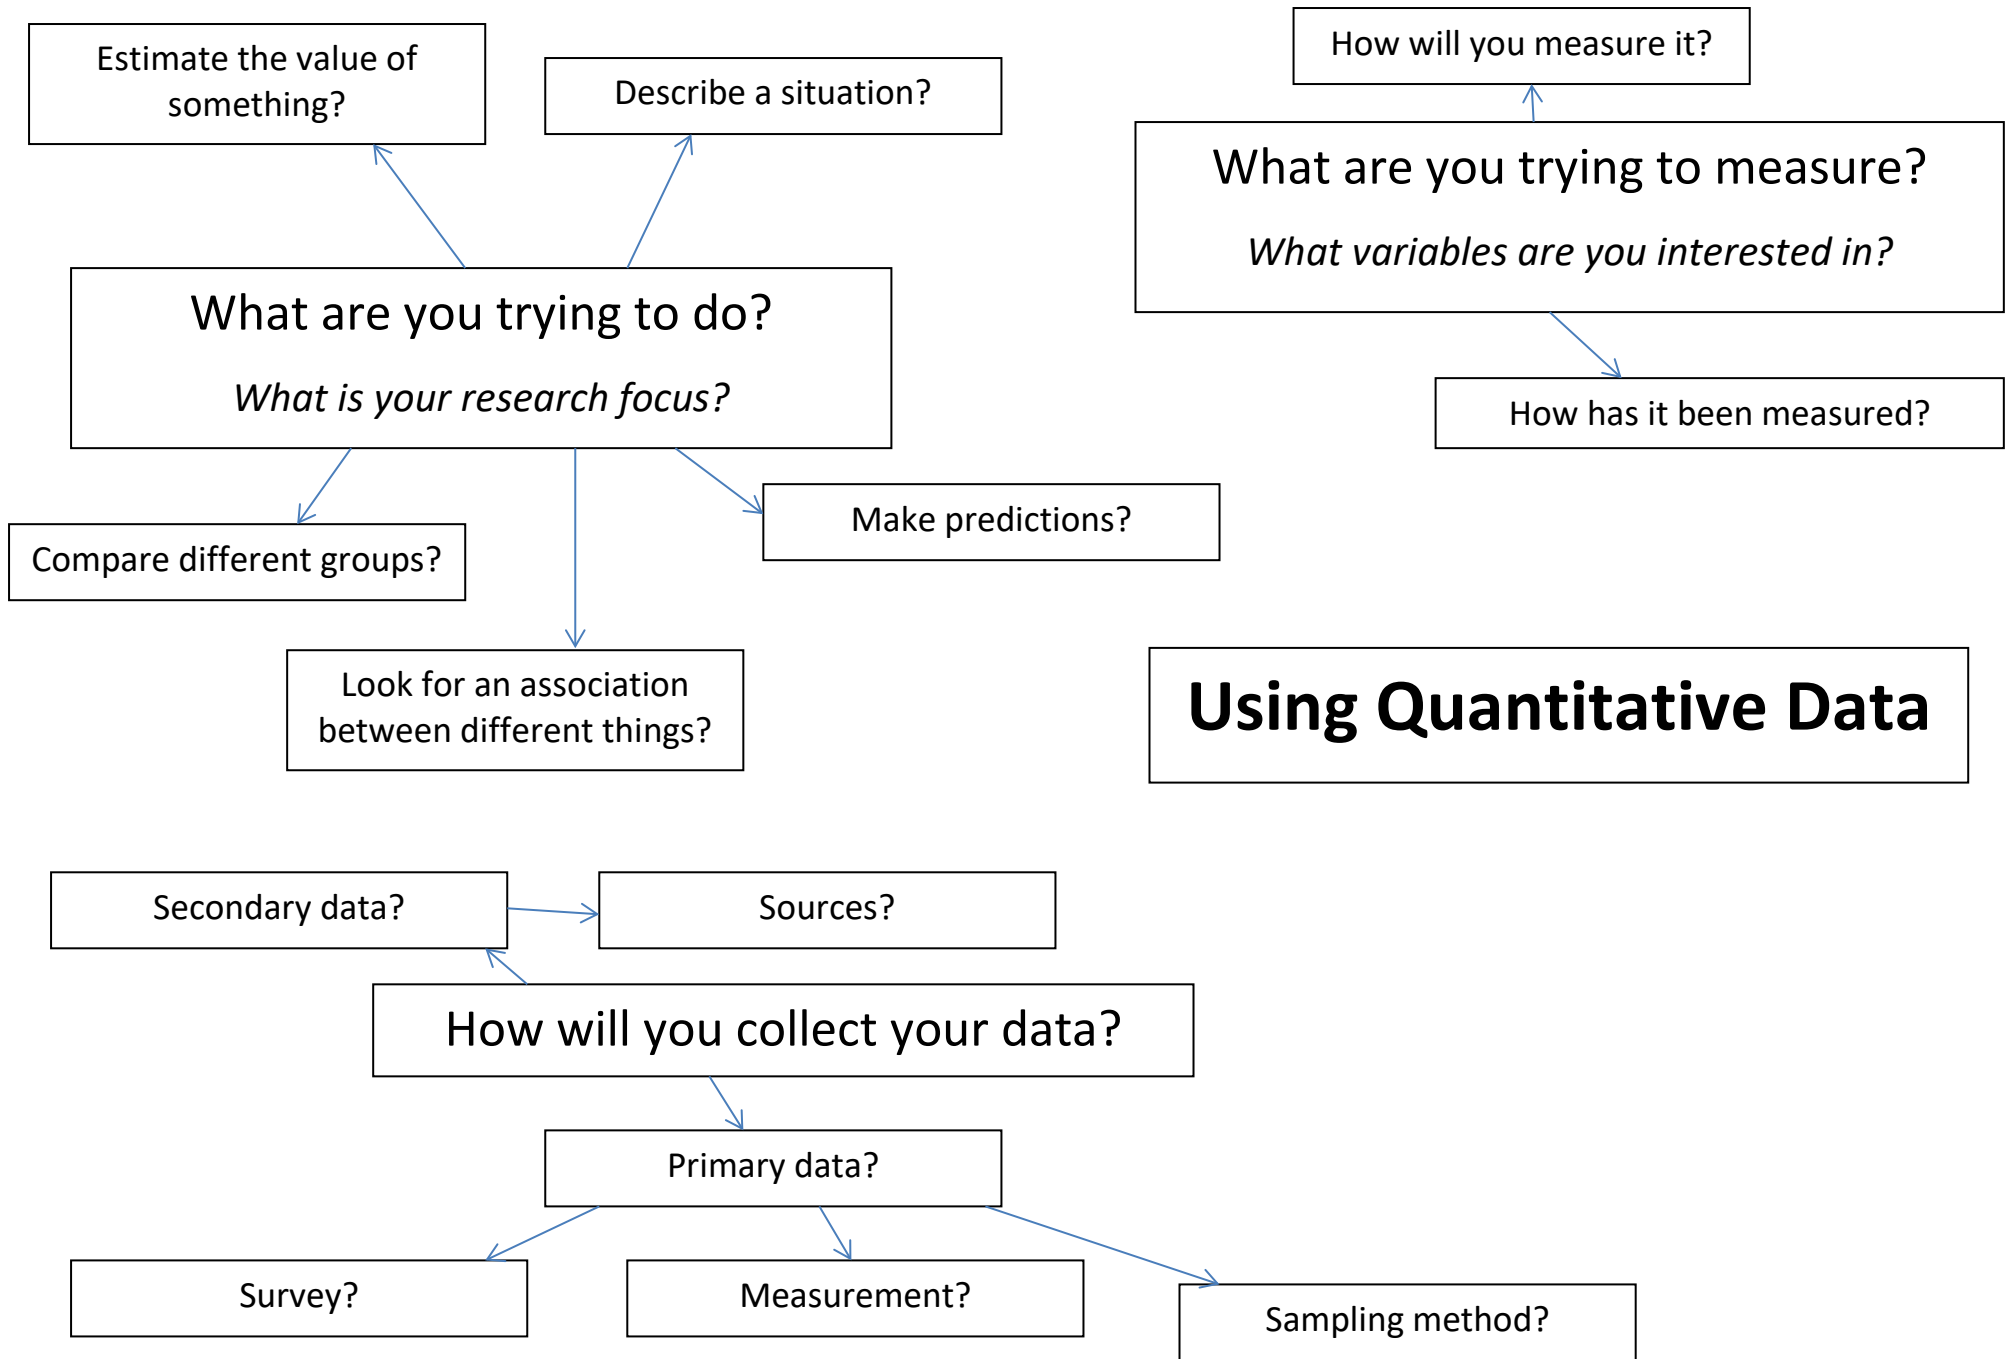 Estimate the value of
something?
Describe a situation?
How will you measure it?
What are you trying to measure?
What variables are you interested in?
What are you trying to do?
What is your research focus?
How has it been measured?
Make predictions?
Compare different groups?
Look for an association
between different things?
Using Quantitative Data
Secondary data?
Sources?
How will you collect your data?
Primary data?
Survey?
Measurement?
Sampling method?